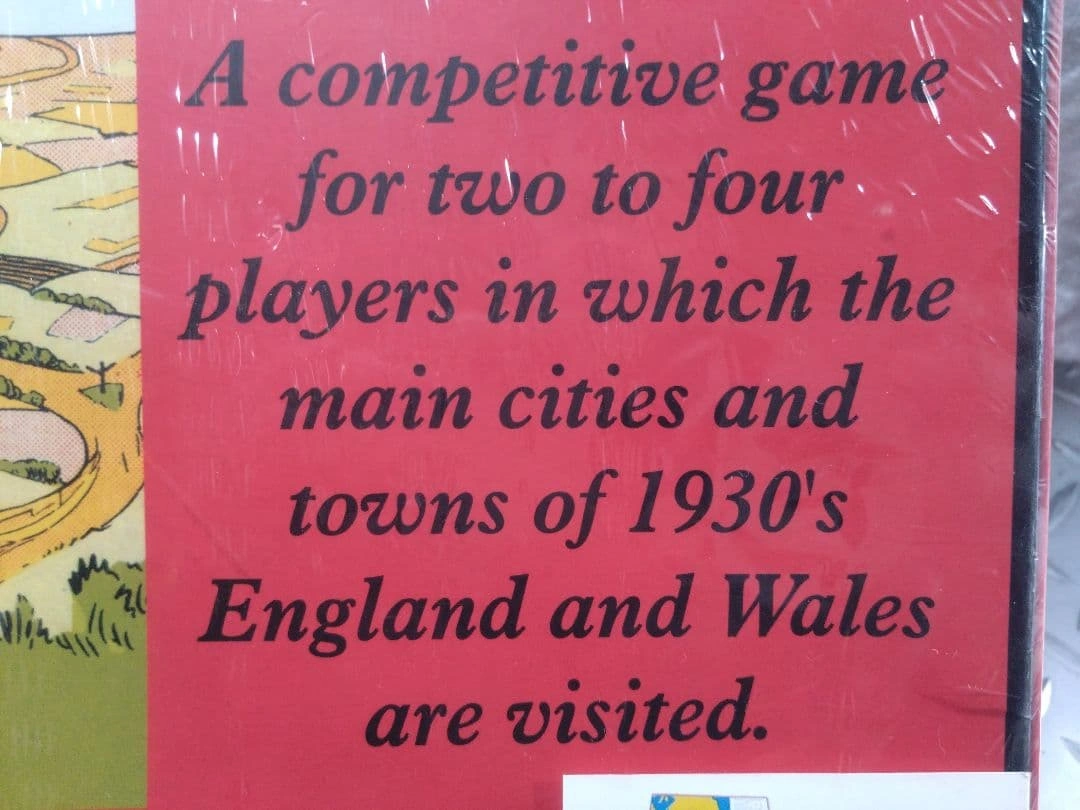 A competitive game
for two to four
players in which the
main cities and
towns of 1930's
England and Wales
are visited.